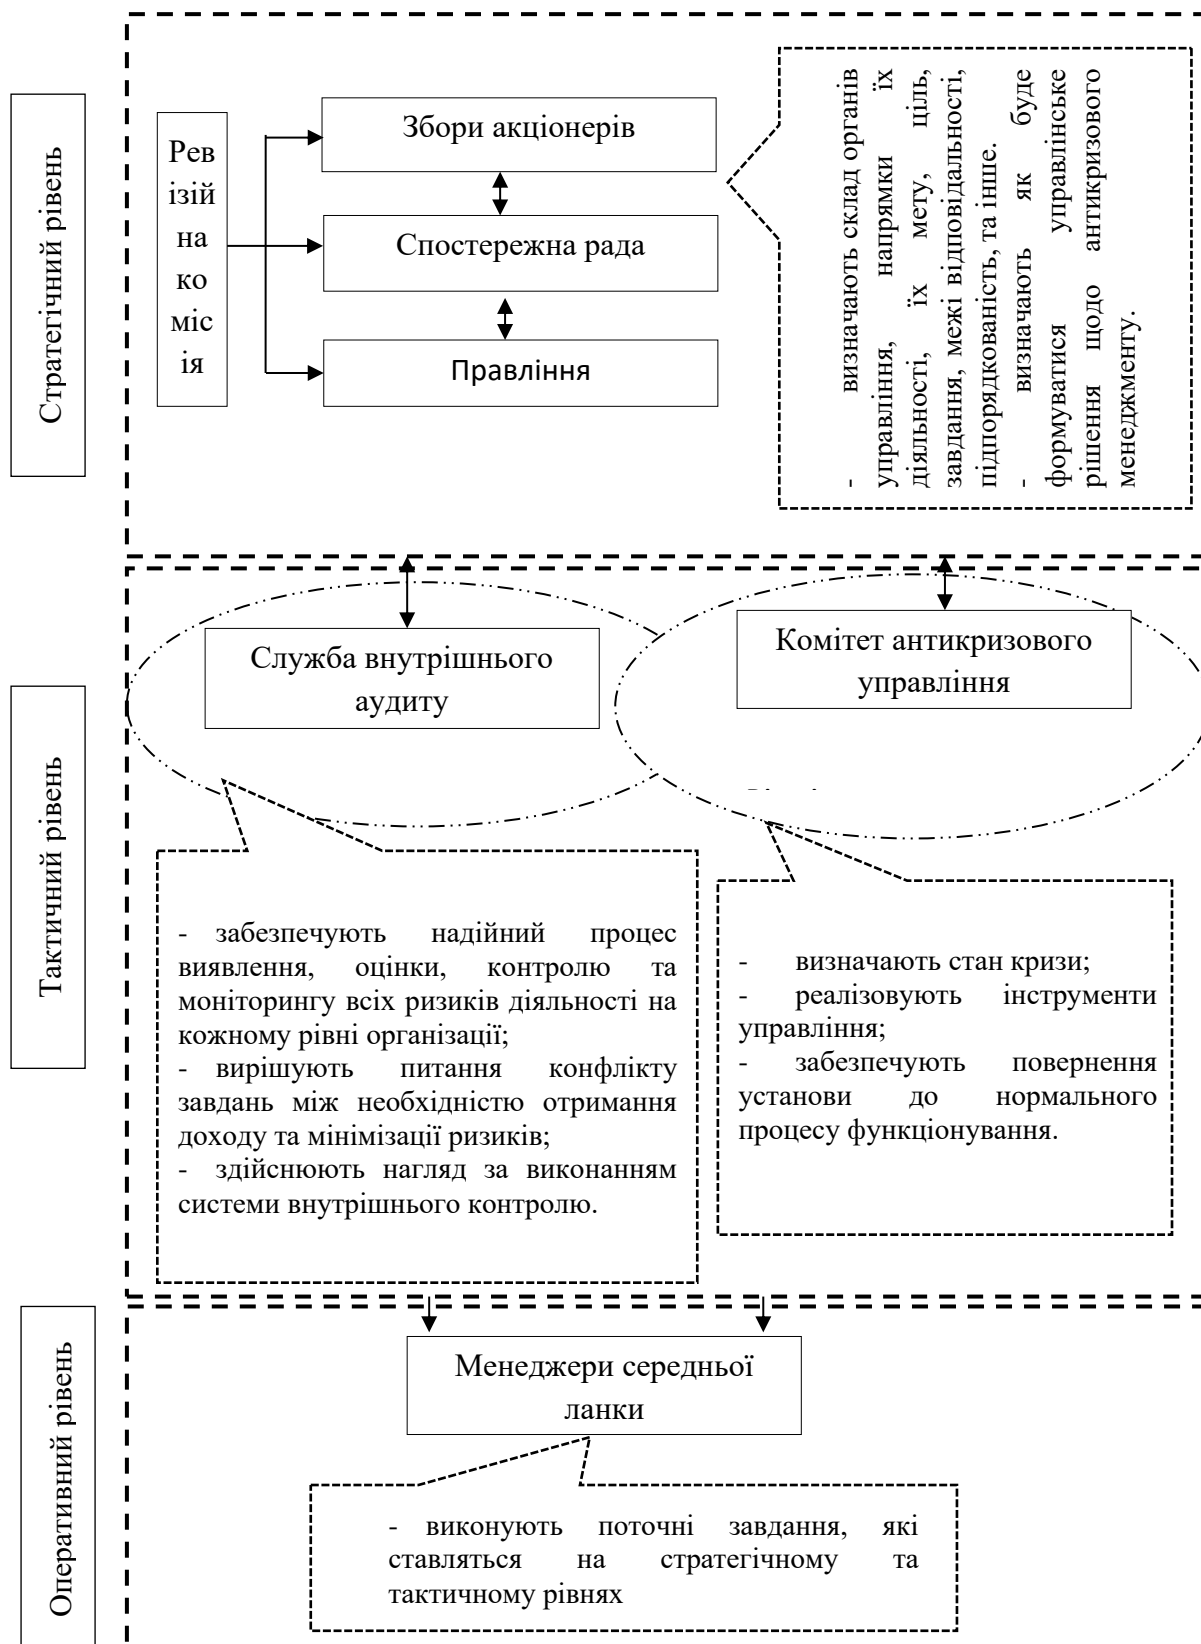 Стратегічний рівень
Рев
ізій
на
ко
міс
ія
Збори акціонерів
Спостережна рада
Правління
- визначають склад органів
управління, напрямки їх
діяльності, їх мету, ціль,
завдання, межі відповідальності,
підпорядкованість, та інше.
- визначають як буде
формуватися управлінське
рішення щодо антикризового
менеджменту.
Тактичний рівень
Служба внутрішнього
аудиту
Комітет антикризового
управління
- забезпечують надійний процес
виявлення, оцінки, контролю та
моніторингу всіх ризиків діяльності на
кожному рівні організації;
- вирішують питання конфлікту
завдань між необхідністю отримання
доходу та мінімізації ризиків;
- здійснюють нагляд за виконанням
системи внутрішнього контролю.
- визначають стан кризи;
- реалізовують інструменти
управління;
- забезпечують повернення
установи до нормального
процесу функціонування.
Оперативний рівень
Менеджери середньої
ланки
- виконують поточні завдання, які
ставляться на стратегічному та
тактичному рівнях